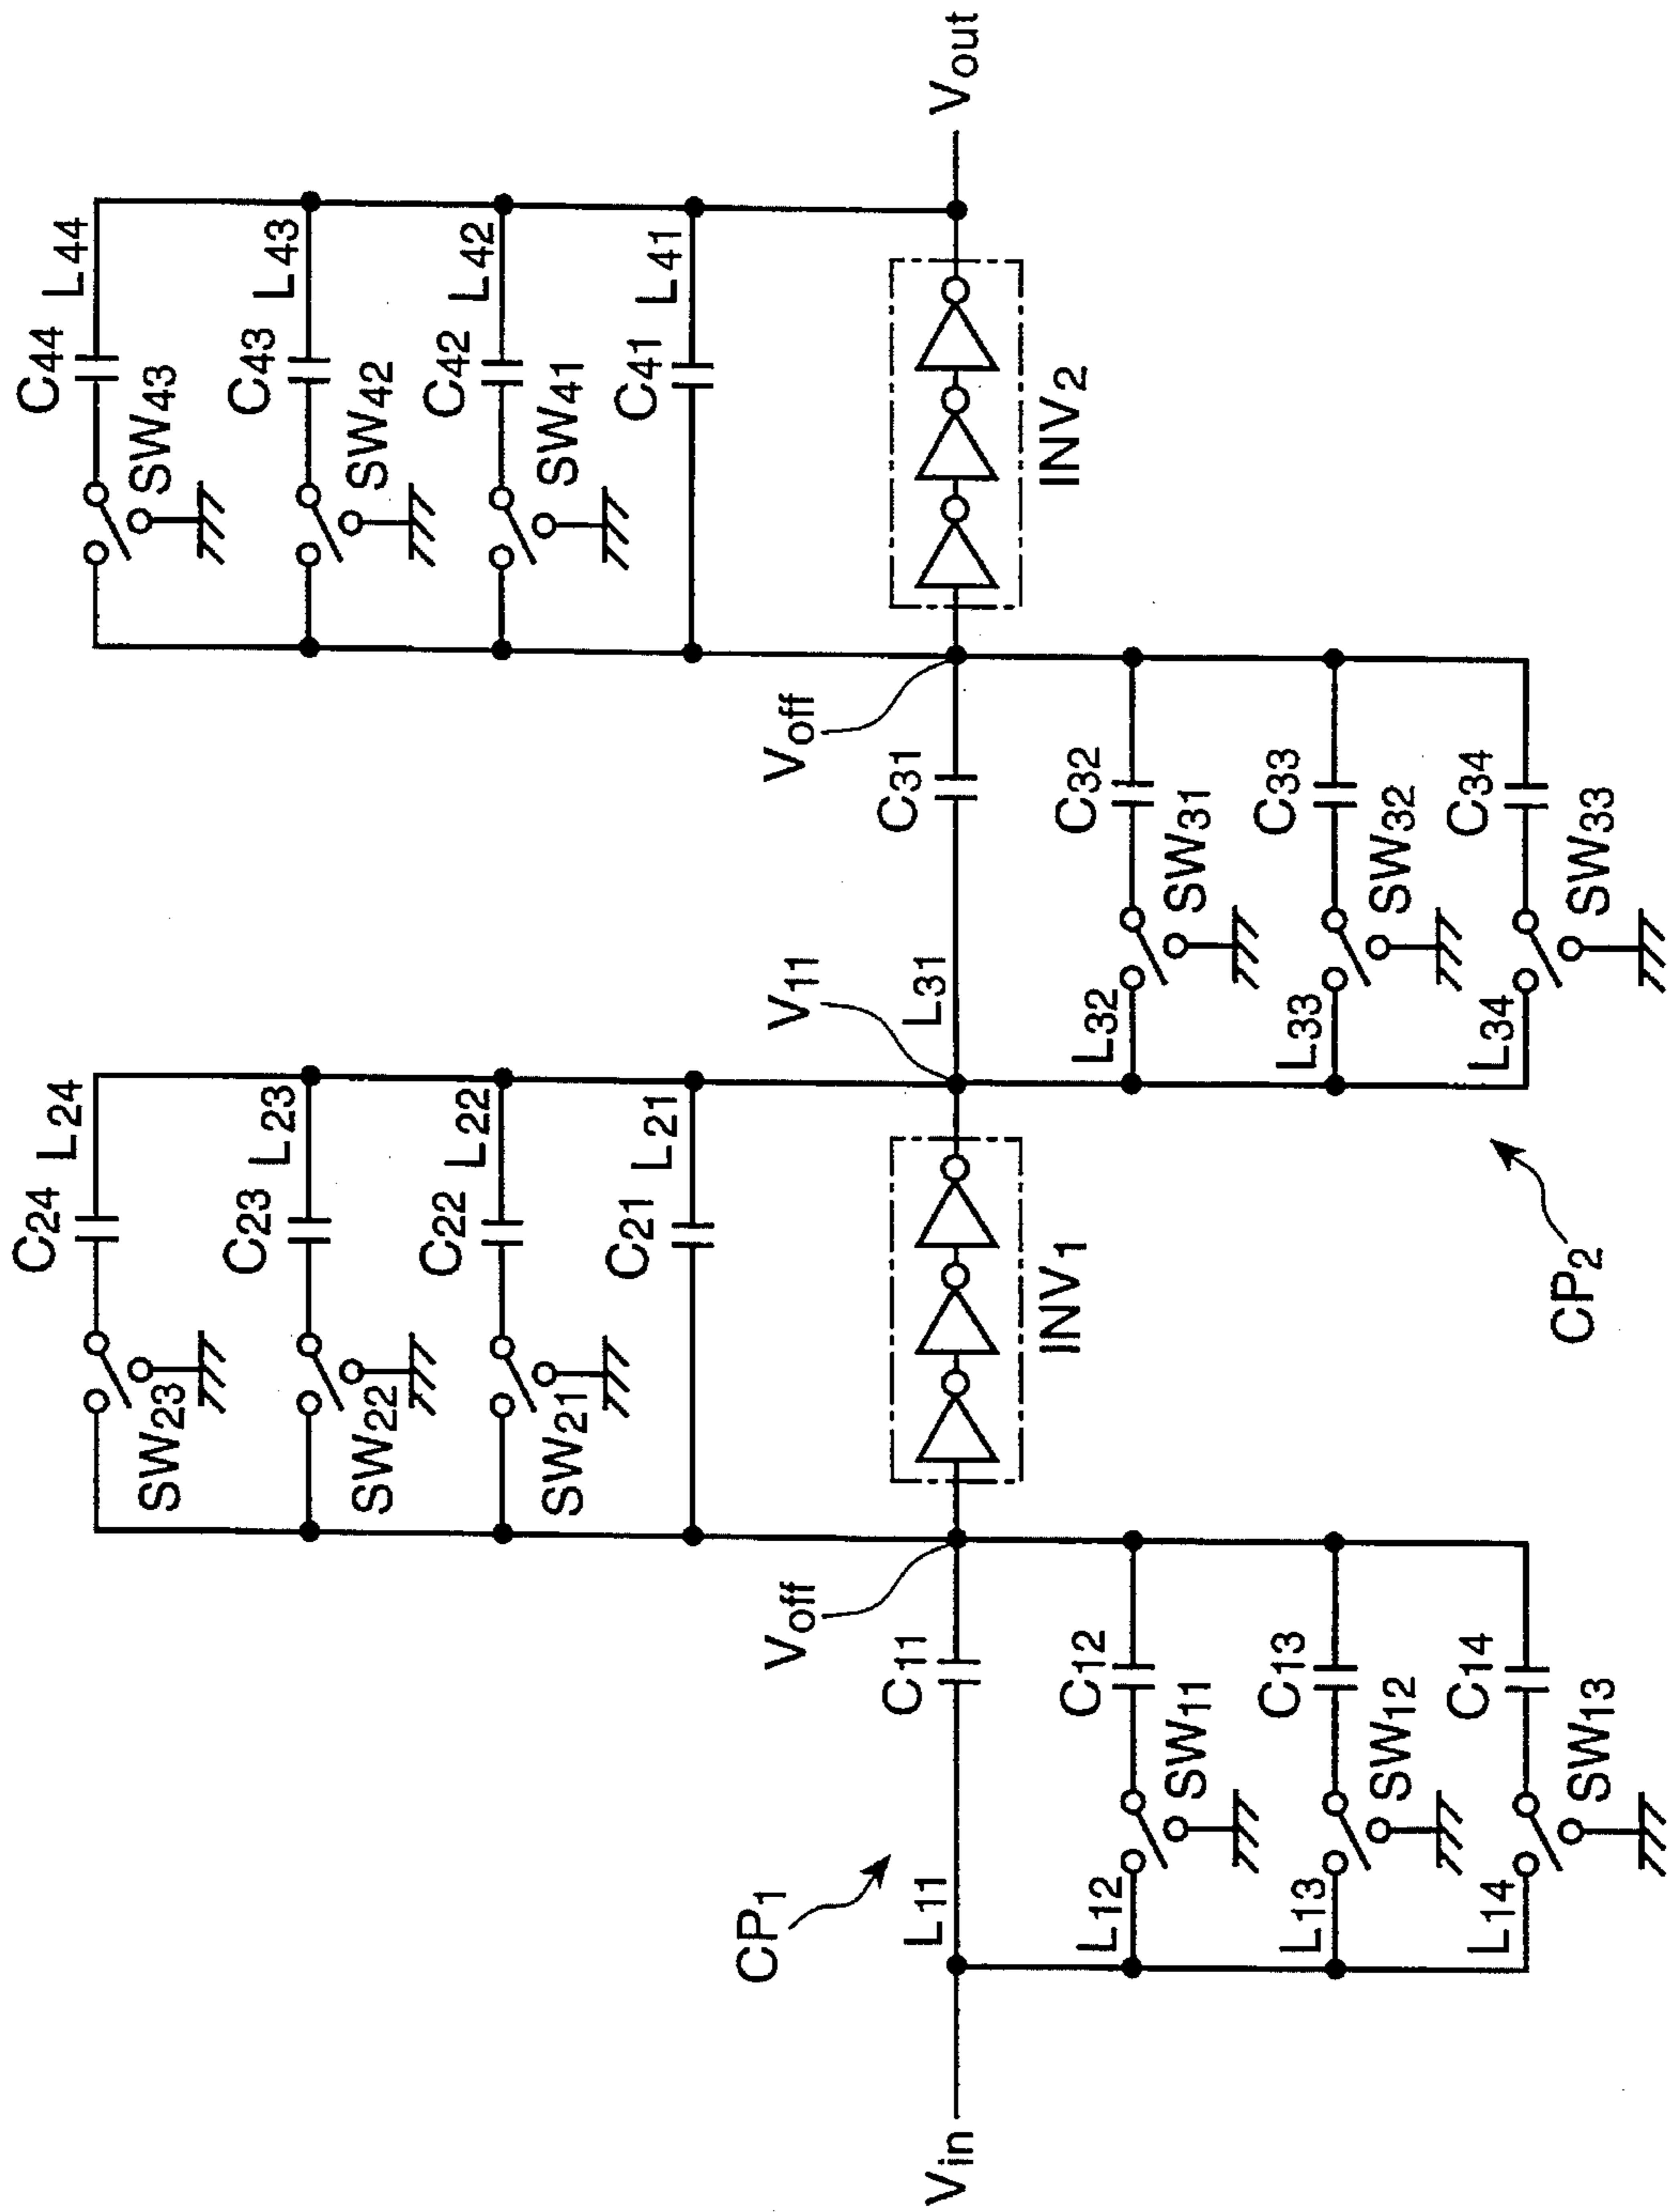 C24 L24
C44 L44
SW23
SW43
C23 L23
C43 L43
SW22
SW42
C22 L22
C42 L42
SW21
SW41
C21 L21
C41 L41
CP1
Voff
V11
Voff
Vin
L11
C11
L31
C31
Vout
INV1
INV2
L12
C12
SW11
L32
C32
SW31
L13
C13
SW12
L33
C33
SW32
L14
C14
SW13
L34
C34
SW33
CP2